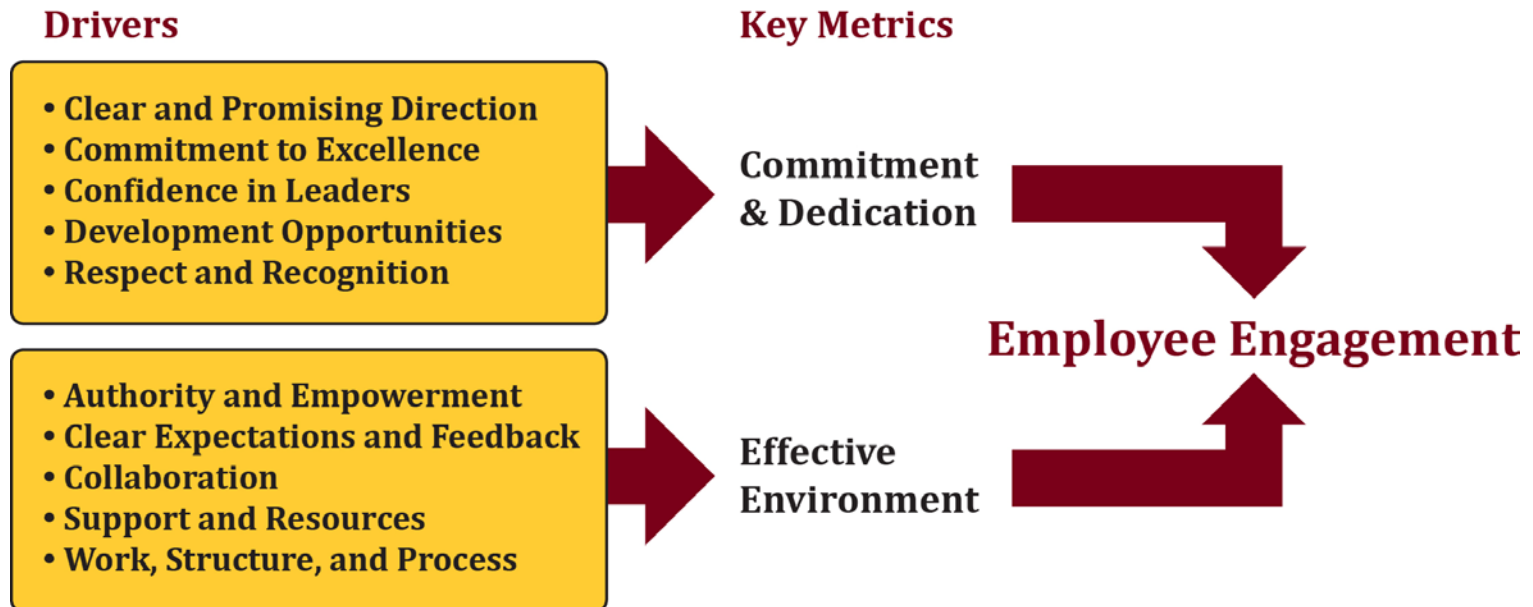 Drivers
• Clear and Promising Direction
• Commitment to Excellence
• Confidence in Leaders
• Development Opportunities
• Respect and Recognition
• Authority and Empowerment
• Clear Expectations and Feedback
• Collaboration
• Support and Resources
• Work, Structure, and Process
Key Metrics
Commitment
& Dedication
Effective
Environment
Employee Engagement